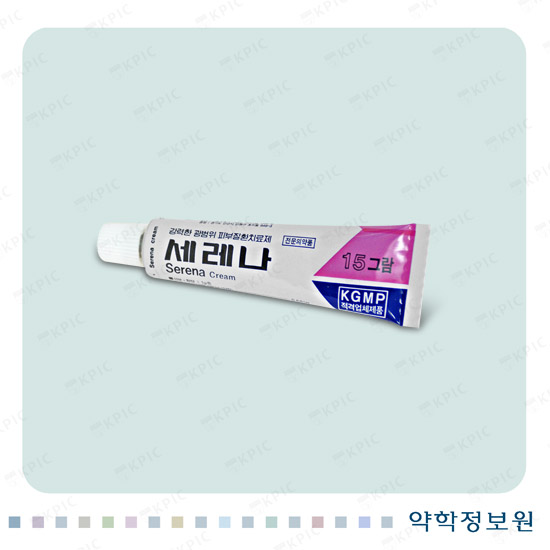 강력한 광범위 피부질환치료제
전문의약품
세레나
Serena Cream
Serena cream
15그람
KGMP
적격업체제품
약학정보원